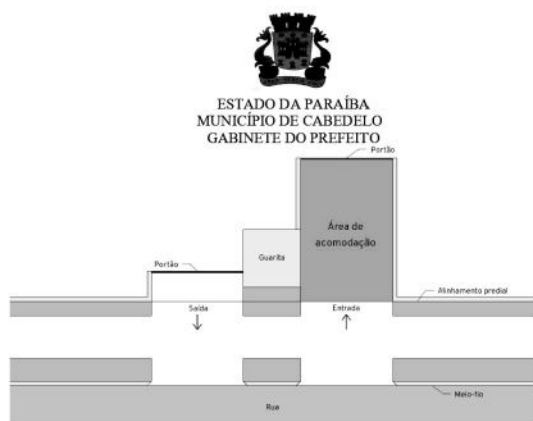 ESTADO DA PARAÍBA
MUNICÍPIO DE CABEDELO
GABINETE DO PREFEITO
Portão
Área de
acomodação
Guarita
Portão
Alinhamento predial
Saída
Entrada
Meio-fio
Rua